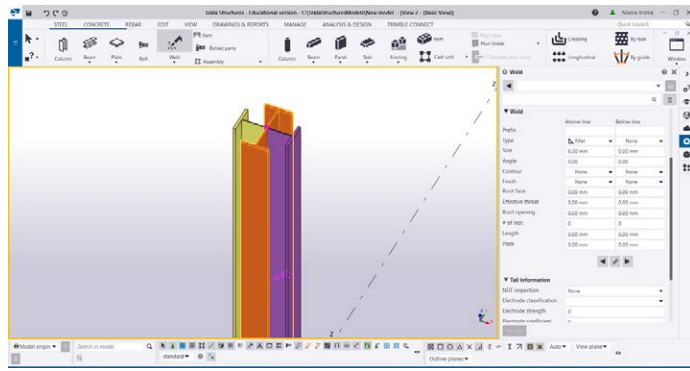 Tekla Structures - Educational version - C:\TeklaStructuresModels\New model - [View 2 - (Basic View)]
STEEL CONCRETE REBAR EDIT VIEW DRAWINGS & REPORTS MANAGE ANALYSIS & DESIGN TRIMBLE CONNECT Quick Launch
Item Item Pour view Crossing By face
Bolted parts Pour break
Column Beam Plate Bolt Weld Assembly Column Beam Panel Slab Footing Cast unit Longitudinal By guide Window
Weld
Weld
Above line Below line
Prefix
Type Fillet None
Size 6.00 mm 0.00 mm
Angle 0.00 0.00
Contour None None
Finish None None
Root face 0.00 mm 0.00 mm
Effective throat 0.00 mm 0.00 mm
Root opening 0.00 mm 0.00 mm
# of incr. 0 0
Length 0.00 mm 0.00 mm
Pitch 0.00 mm 0.00 mm
Tail information
NDT inspection None
Electrode classification
Electrode strength 0
Electrode coefficient
2
2
Model origin Search in model Auto View plane
standard Outline planes